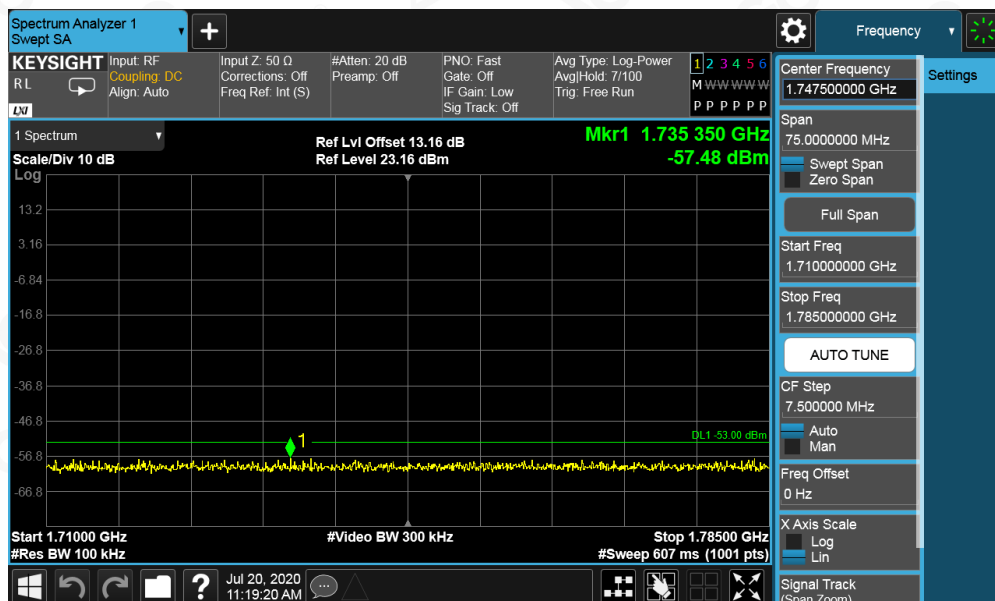 Spectrum Analyzer 1
Swept SA
+
Frequency
KEYSIGHT
RL
LXI
Input: RF
Coupling: DC
Align: Auto
Input Z: 50 Ω
Corrections: Off
Freq Ref: Int (S)
#Atten: 20 dB
Preamp: Off
PNO: Fast
Gate: Off
IF Gain: Low
Sig Track: Off
Avg Type: Log-Power
Avg|Hold: 7/100
Trig: Free Run
1 2 3 4 5 6
M W W W W W
P P P P P P
1 Spectrum
Scale/Div 10 dB
Log
Ref Lvl Offset 13.16 dB
Ref Level 23.16 dBm
Mkr1 1.735 350 GHz
-57.48 dBm
13.2
3.16
-6.84
-16.8
-26.8
-36.8
-46.8
-56.8
-66.8
1
DL1 -53.00 dBm
Start 1.71000 GHz
#Res BW 100 kHz
#Video BW 300 kHz
Stop 1.78500 GHz
#Sweep 607 ms (1001 pts)
?
Jul 20, 2020
11:19:20 AM
Center Frequency
1.747500000 GHz
Settings
Span
75.0000000 MHz
Swept Span
Zero Span
Full Span
Start Freq
1.710000000 GHz
Stop Freq
1.785000000 GHz
AUTO TUNE
CF Step
7.500000 MHz
Auto
Man
Freq Offset
0 Hz
X Axis Scale
Log
Lin
Signal Track
(Span Zoom)